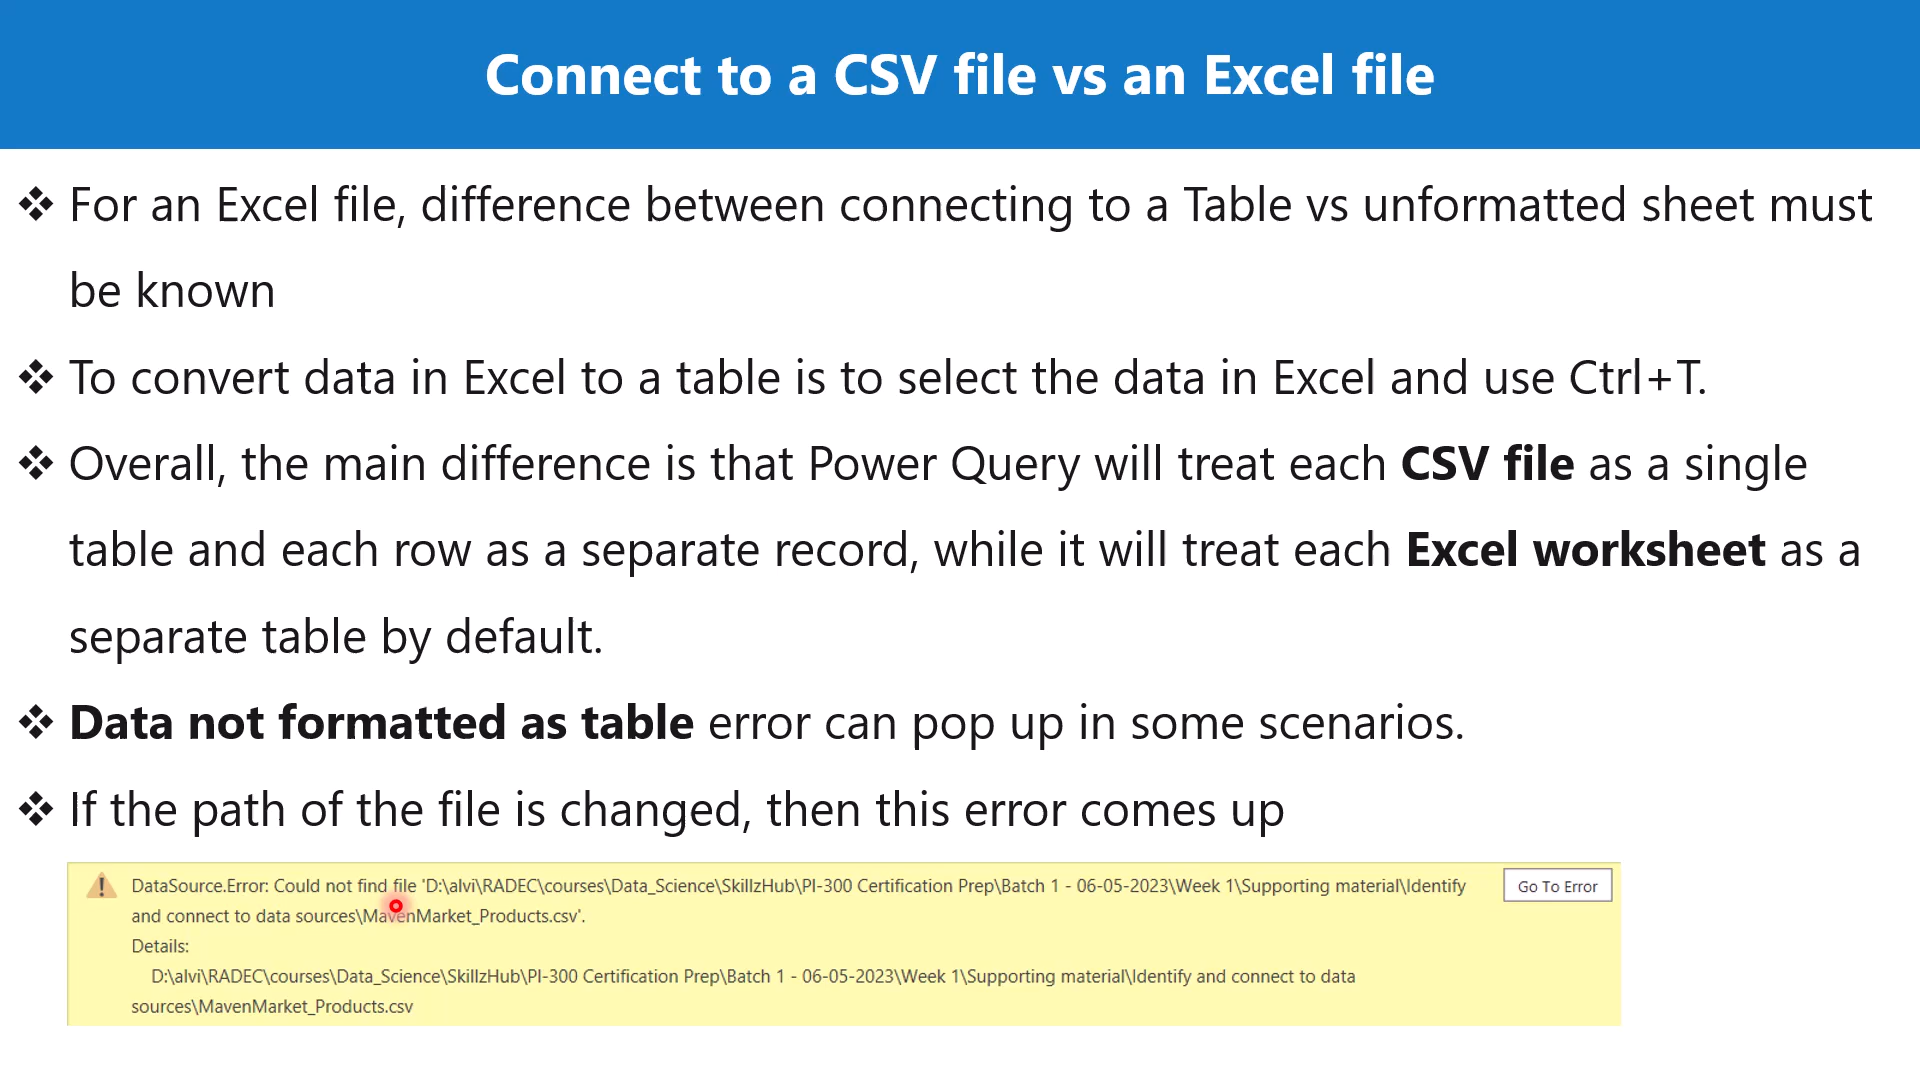 Connect to a CSV file vs an Excel file
❖ For an Excel file, difference between connecting to a Table vs unformatted sheet must
be known
❖ To convert data in Excel to a table is to select the data in Excel and use Ctrl+T.
❖ Overall, the main difference is that Power Query will treat each CSV file as a single
table and each row as a separate record, while it will treat each Excel worksheet as a
separate table by default.
❖ Data not formatted as table error can pop up in some scenarios.
❖ If the path of the file is changed, then this error comes up
DataSource.Error: Could not find file 'D:\alvi\RADEC\courses\Data_Science\SkillzHub\PI-300 Certification Prep\Batch 1 - 06-05-2023\Week 1\Supporting material\Identify
Go To Error
and connect to data sources\MavenMarket_Products.csv'.
Details:
D:\alvi\RADEC\courses\Data_Science\SkillzHub\PI-300 Certification Prep\Batch 1 - 06-05-2023\Week 1\Supporting material\Identify and connect to data
sources\MavenMarket_Products.csv